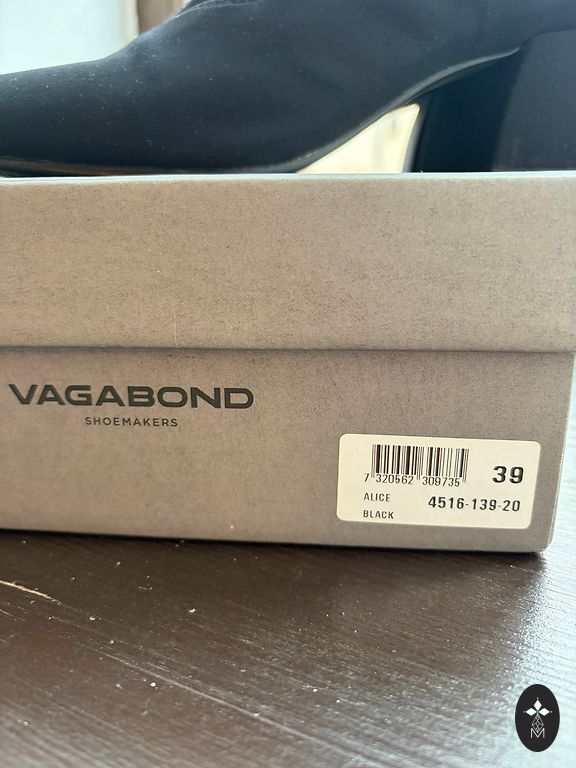 VAGABOND
SHOEMAKERS
7 320562 309735
39
ALICE
4516-139-20
BLACK
M